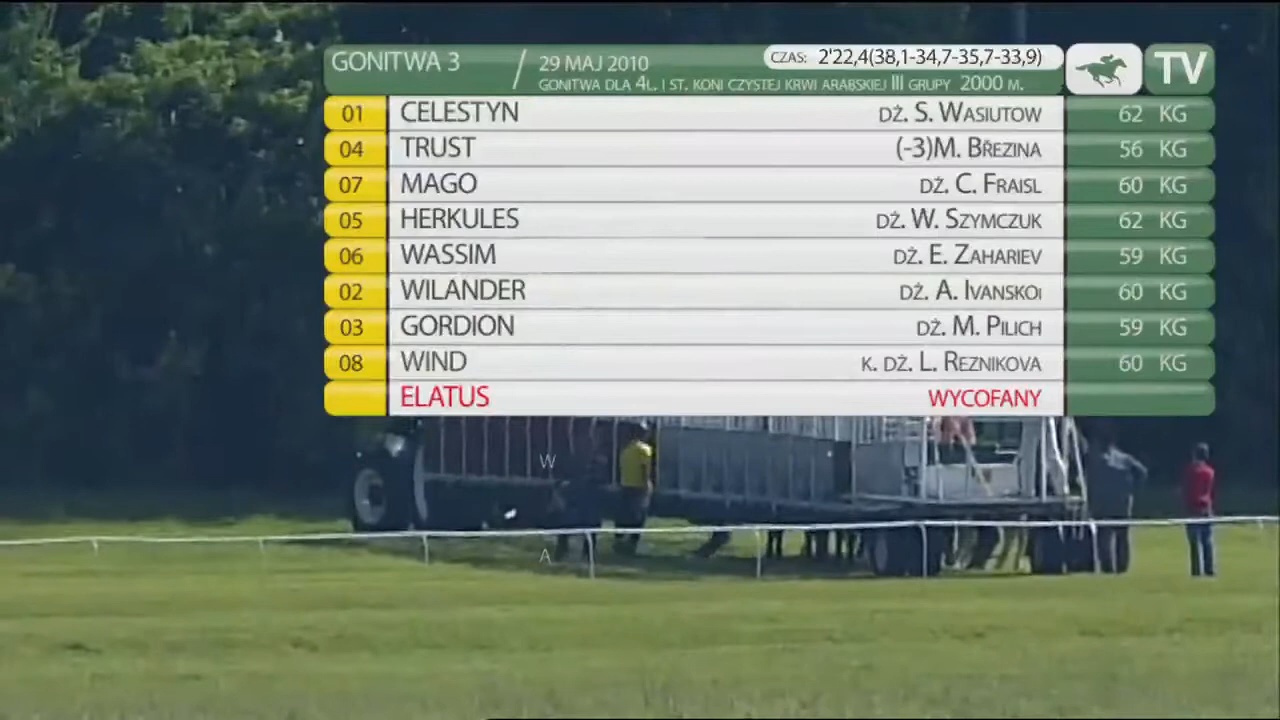 GONITWA 3 / 29 MAJ 2010 CZAS: 2'22,4(38,1-34,7-35,7-33,9) TV
GONITWA DLA 4L. I ST. KONI CZYSTEJ KRWI ARABSKIEJ III GRUPY 2000 M.
01 CELESTYN DŻ. S. WASIUTOW 62 KG
04 TRUST (-3)M. BŘEZINA 56 KG
07 MAGO DŻ. C. FRAISL 60 KG
05 HERKULES DŻ. W. SZYMCZUK 62 KG
06 WASSIM DŻ. E. ZAHARIEV 59 KG
02 WILANDER DŻ. A. IVANSKOI 60 KG
03 GORDION DŻ. M. PILICH 59 KG
08 WIND K. DŻ. L. REZNIKOVA 60 KG
ELATUS WYCOFANY
W
A